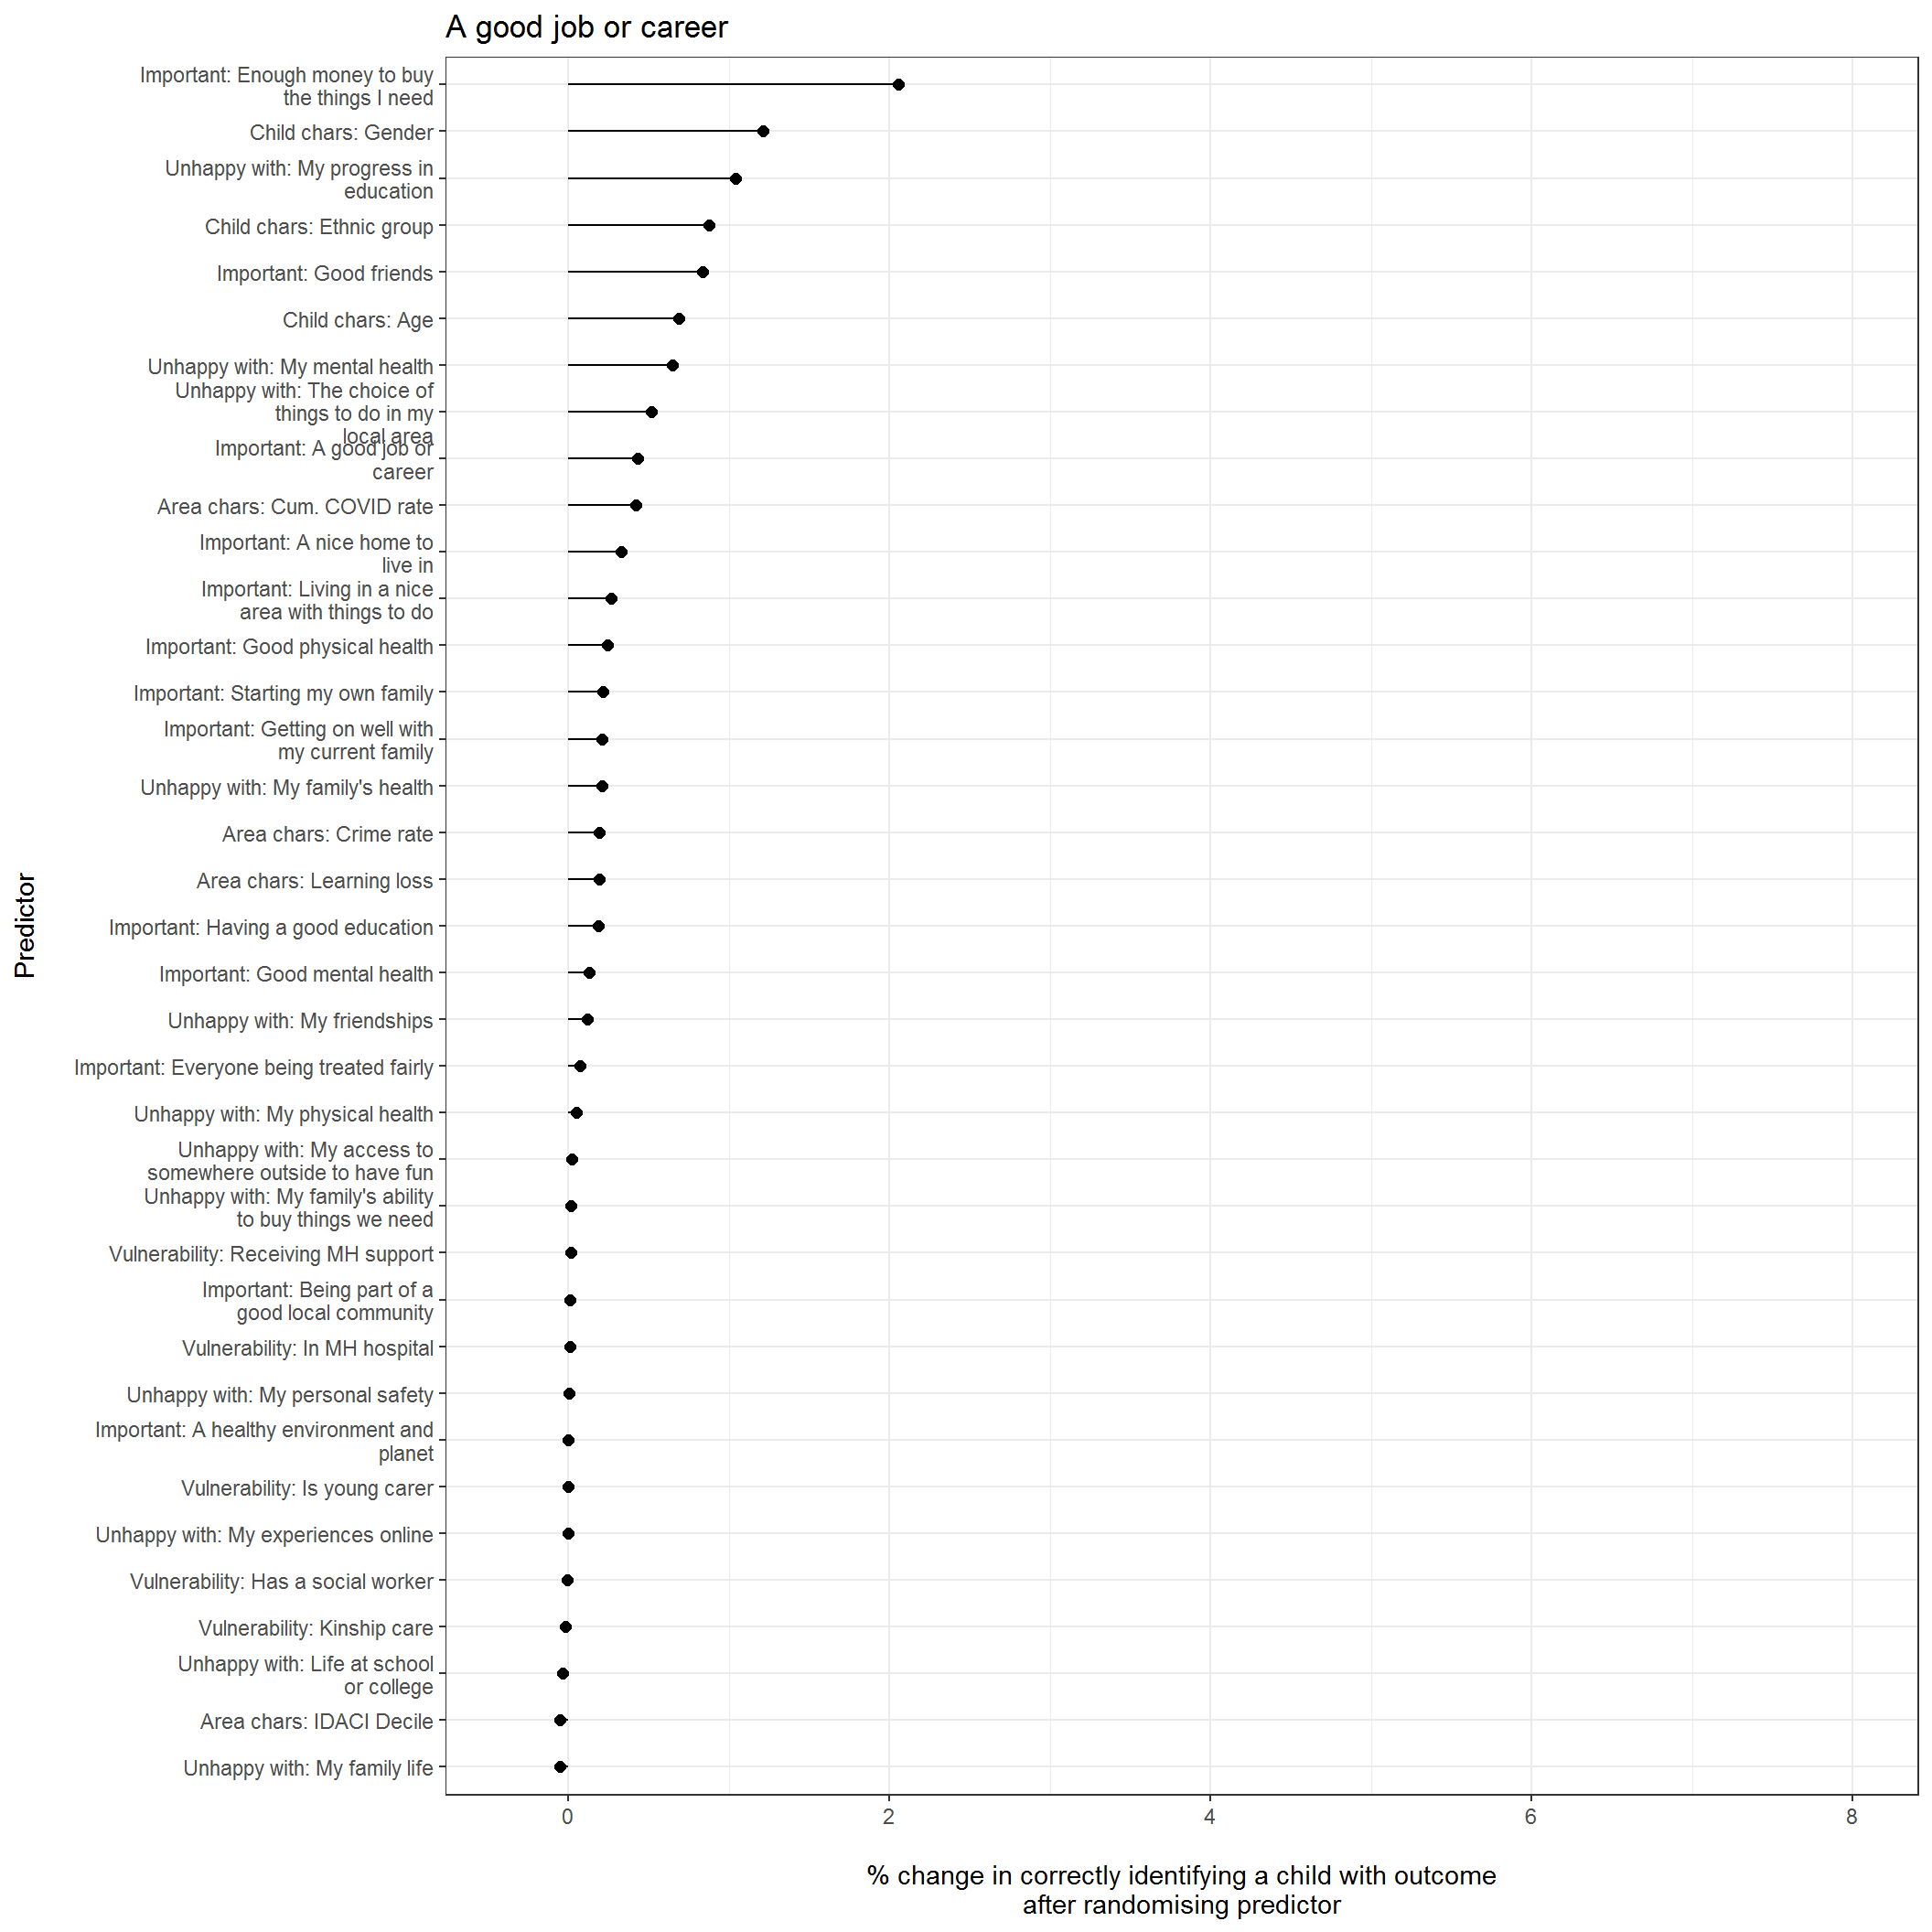 A good job or career
Important: Enough money to buy
the things I need
Child chars: Gender
Unhappy with: My progress in
education
Child chars: Ethnic group
Important: Good friends
Child chars: Age
Unhappy with: My mental health
Unhappy with: The choice of
things to do in my
local area
Important: A good job or
career
Area chars: Cum. COVID rate
Important: A nice home to
live in
Important: Living in a nice
area with things to do
Important: Good physical health
Important: Starting my own family
Important: Getting on well with
my current family
Unhappy with: My family's health
Area chars: Crime rate
Area chars: Learning loss
Important: Having a good education
Important: Good mental health
Unhappy with: My friendships
Important: Everyone being treated fairly
Unhappy with: My physical health
Unhappy with: My access to
somewhere outside to have fun
Unhappy with: My family's ability
to buy things we need
Vulnerability: Receiving MH support
Important: Being part of a
good local community
Vulnerability: In MH hospital
Unhappy with: My personal safety
Important: A healthy environment and
planet
Vulnerability: Is young carer
Unhappy with: My experiences online
Vulnerability: Has a social worker
Vulnerability: Kinship care
Unhappy with: Life at school
or college
Area chars: IDACI Decile
Unhappy with: My family life
Predictor
0 2 4 6 8
% change in correctly identifying a child with outcome
after randomising predictor